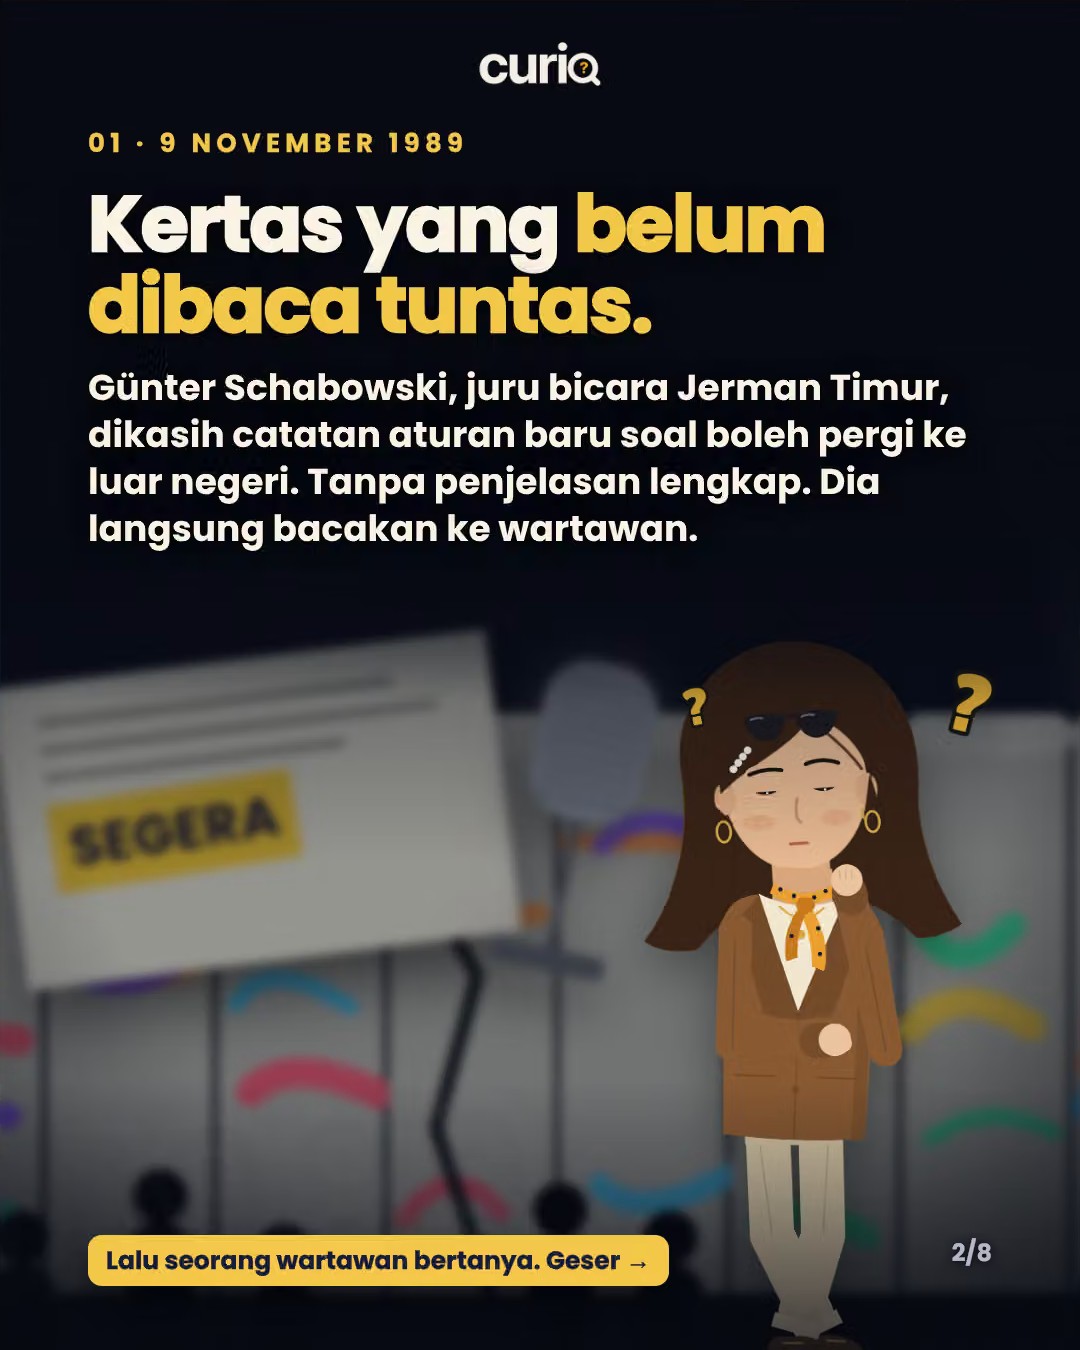 curio
01 · 9 NOVEMBER 1989
Kertas yang belum
dibaca tuntas.
Günter Schabowski, juru bicara Jerman Timur,
dikasih catatan aturan baru soal boleh pergi ke
luar negeri. Tanpa penjelasan lengkap. Dia
langsung bacakan ke wartawan.
? ?
SEGERA
Lalu seorang wartawan bertanya. Geser →
2/8